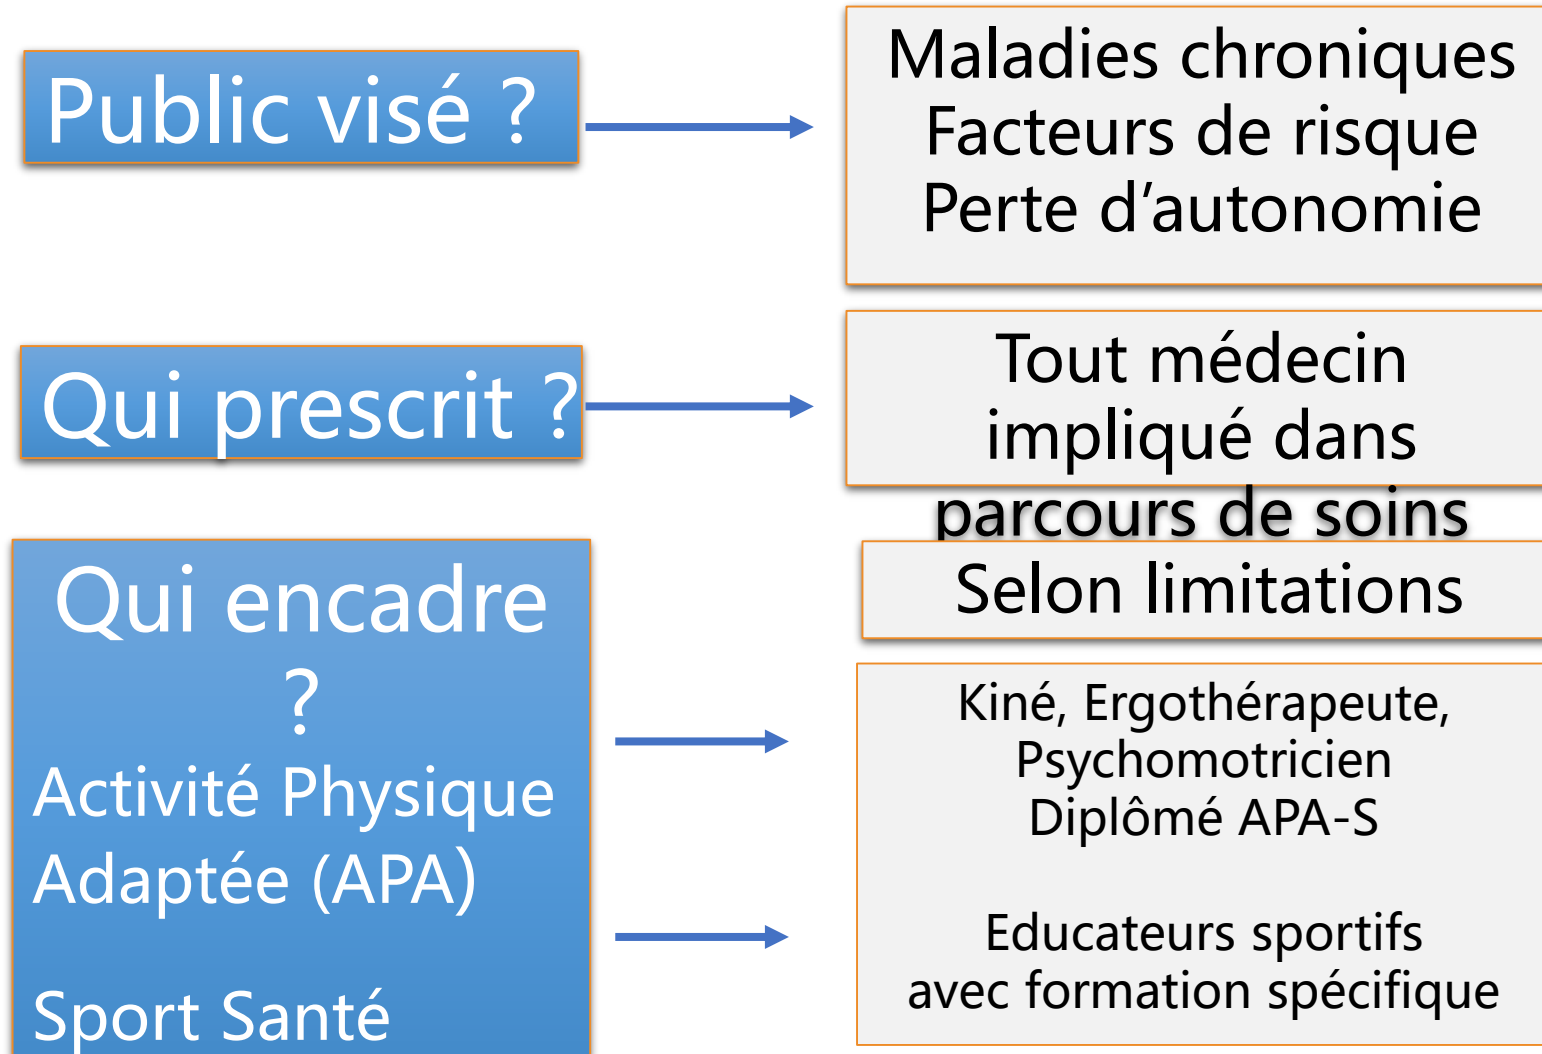 Public visé ?
Maladies chroniques
Facteurs de risque
Perte d’autonomie
Qui prescrit ?
Tout médecin
impliqué dans
parcours de soins
Qui encadre
?
Selon limitations
Activité Physique
Adaptée (APA)
Kiné, Ergothérapeute,
Psychomotricien
Diplômé APA-S
Sport Santé
Educateurs sportifs
avec formation spécifique